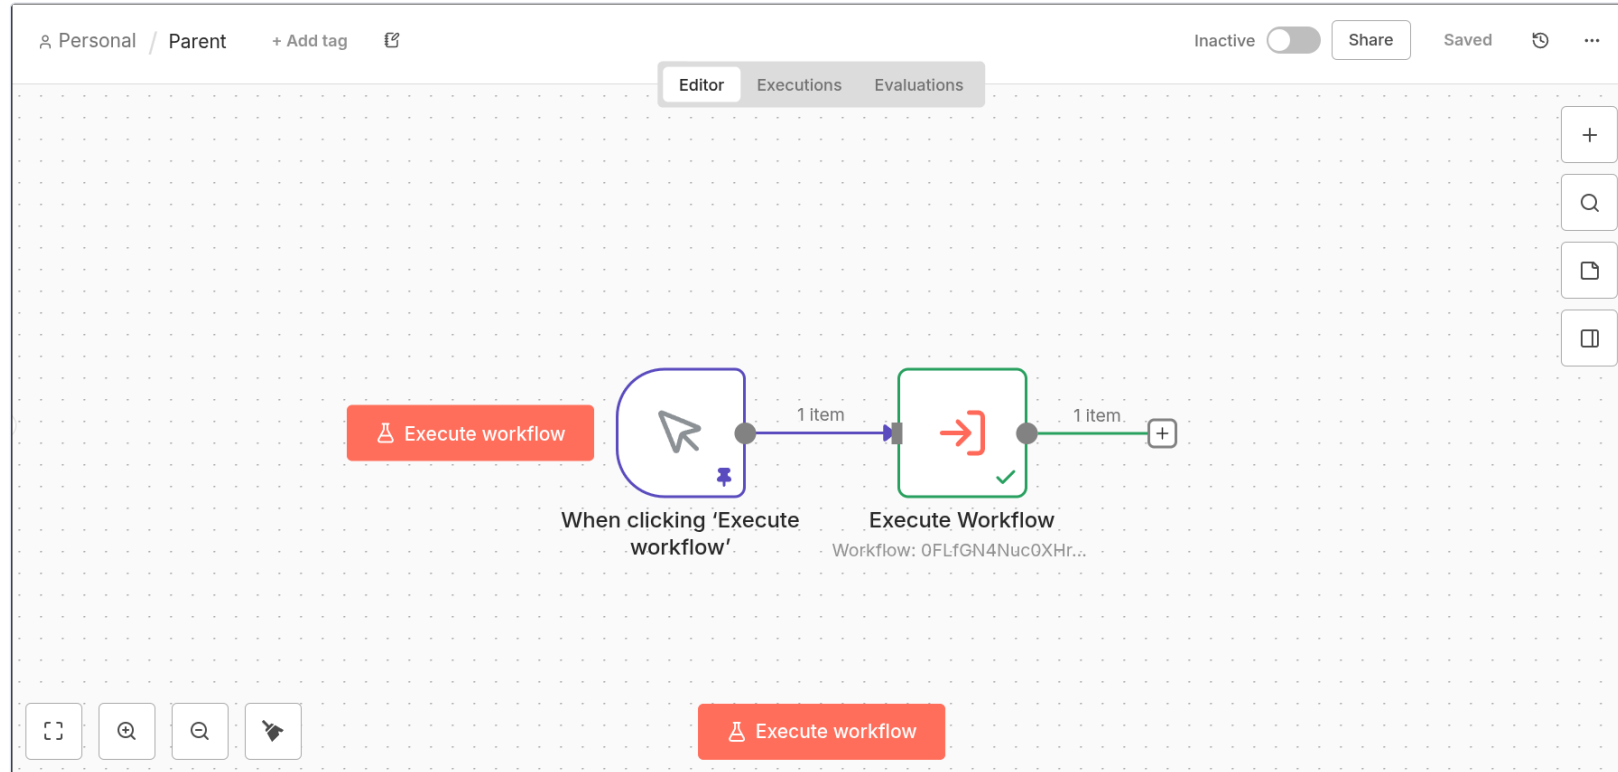 Personal / Parent + Add tag
Inactive Share Saved
Editor Executions Evaluations
1 item
1 item
Execute workflow
When clicking ‘Execute
workflow’
Execute Workflow
Workflow: 0FLfGN4Nuc0XHr...
Execute workflow